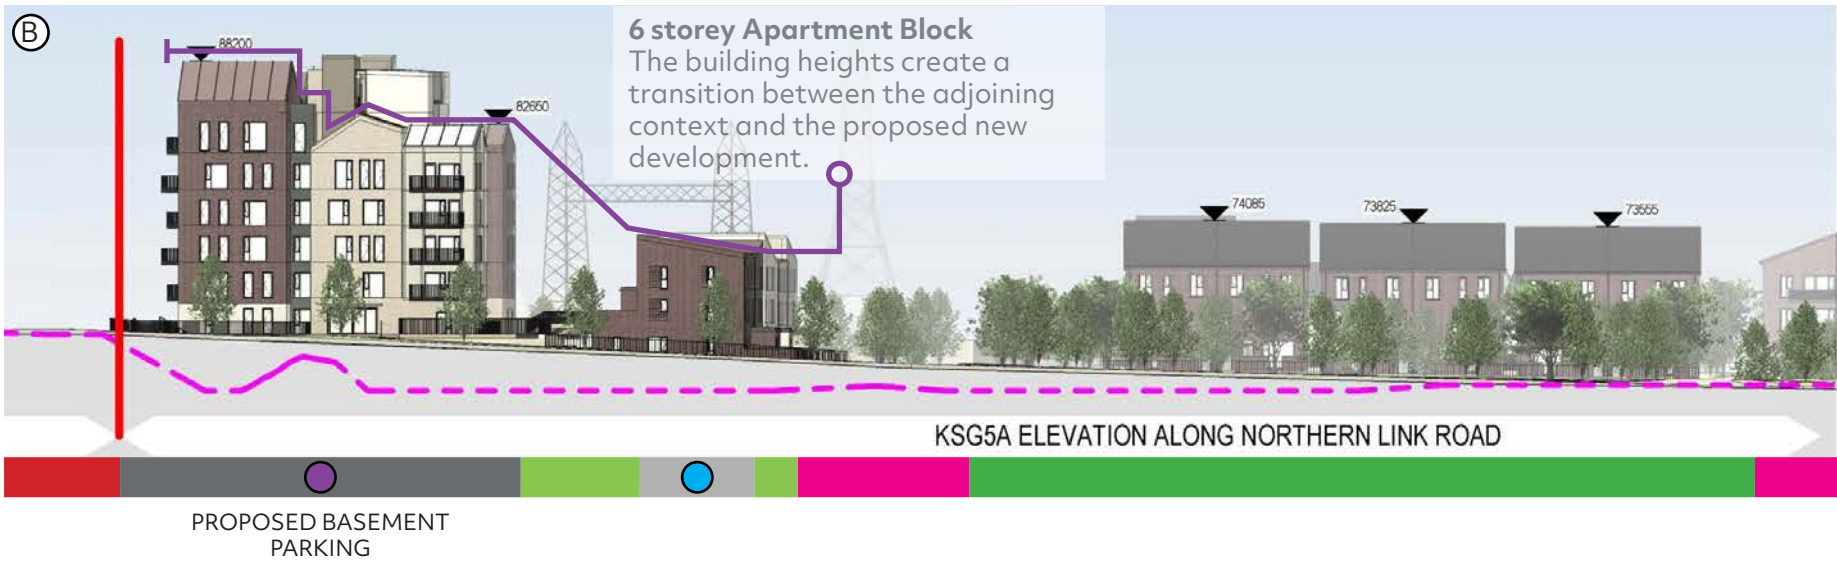 B
88200
6 storey Apartment Block
The building heights create a
transition between the adjoining
context and the proposed new
development.
82650
74085
73825
73555
KSG5A ELEVATION ALONG NORTHERN LINK ROAD
PROPOSED BASEMENT
PARKING